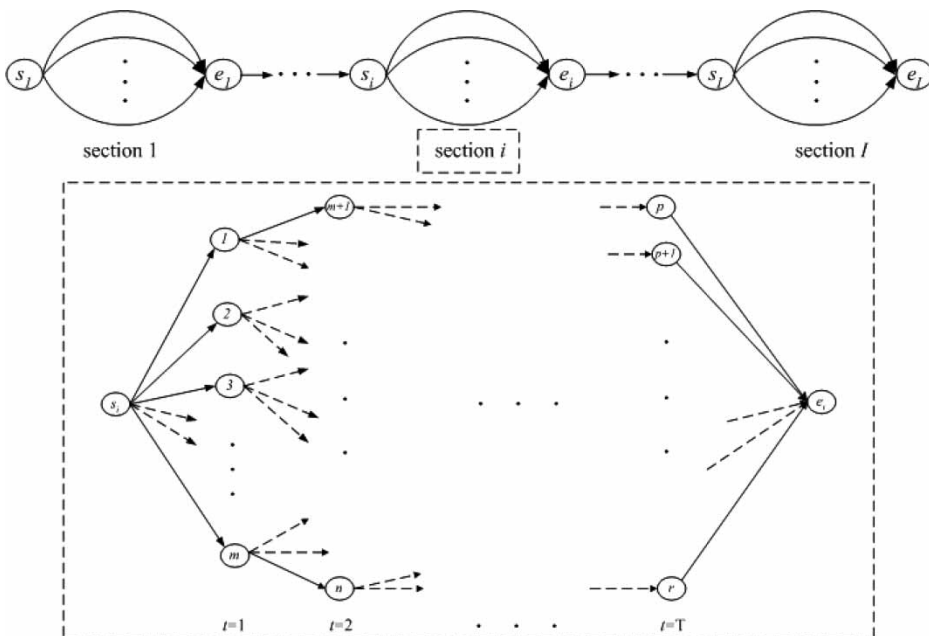 s1 e1 si ei sI eI
section 1 section i section I
m+1 p
1 p+1
2
3
si ei
m
n r
t=1 t=2 t=T